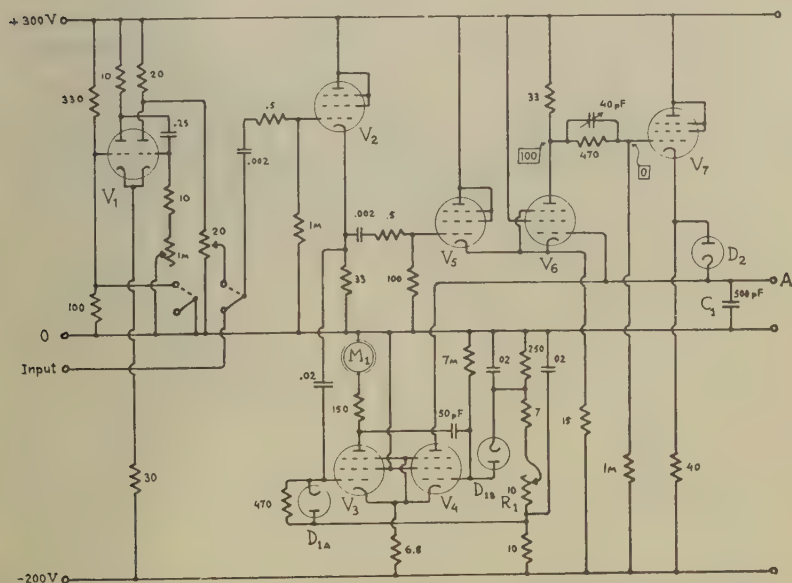 +300V
10
20
330
.25
V1
10
1m
100
20
0
Input
30
-200V
.5
.002
V2
1m
33
.002
.5
100
V5
33
100
40pF
470
0
V6
V7
D2
A
C1
500pF
M1
150
.02
50pF
7m
02
250
02
7
470
D1A
V3
V4
D1B
R1
10
6.8
10
15
1m
40